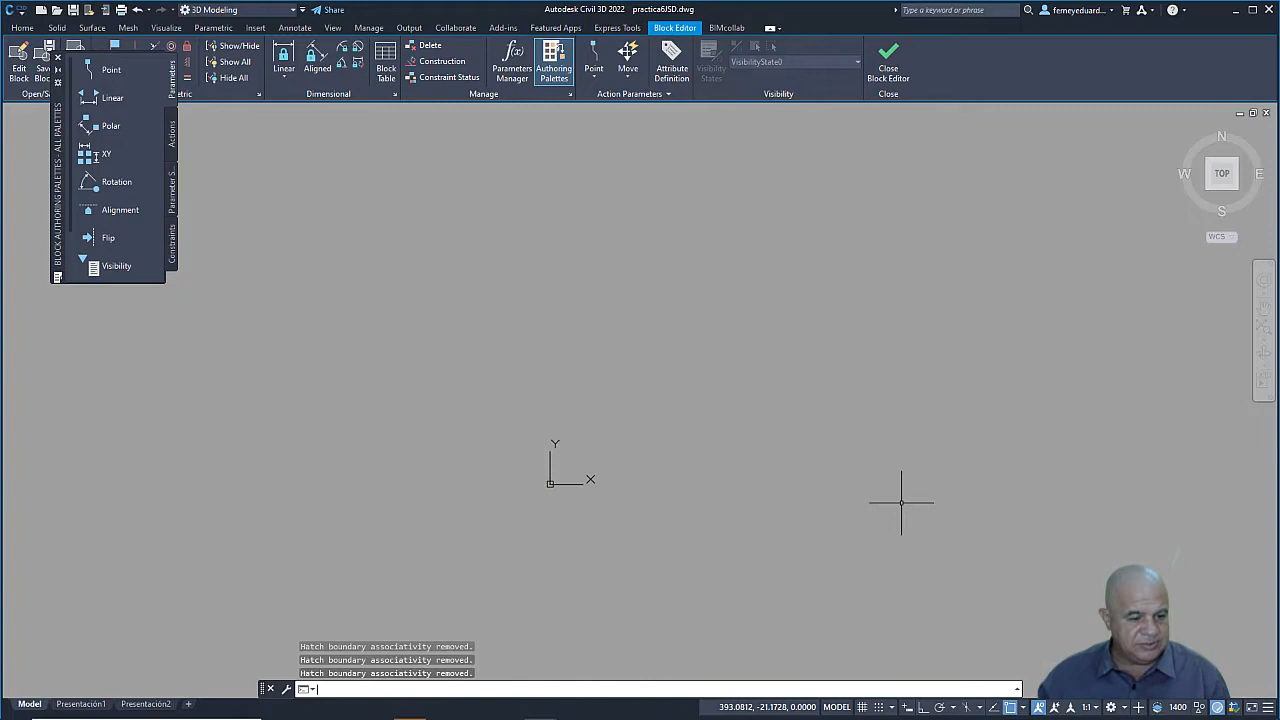 C3D 3D Modeling Share Autodesk Civil 3D 2022 practica6JSD.dwg Type a keyword or phrase ferneyeduard...
Home Solid Surface Mesh Visualize Parametric Insert Annotate View Manage Output Collaborate Add-ins Featured Apps Express Tools Block Editor BIMcollab
Edit
Block
Show/Hide
Show All
Hide All
Linear
Aligned
Block
Table
Delete
Construction
Constraint Status
Parameters
Manager
Authoring
Palettes
Point
Move
Attribute
Definition
Visibility
States
VisibilityState0
Close
Block Editor
Dimensional
Manage
Action Parameters
Visibility
Close
BLOCK AUTHORING PALETTES - ALL PALETTES
Point
Linear
Polar
XY
Rotation
Alignment
Flip
Visibility
Parameters
Actions
Parameter S...
Constraints
N
W TOP E
S
WCS
Y
X
Hatch boundary associativity removed.
Hatch boundary associativity removed.
Hatch boundary associativity removed.
Model Presentación1 Presentación2 + 393.0812, -21.1728, 0.0000 MODEL 1:1 1400